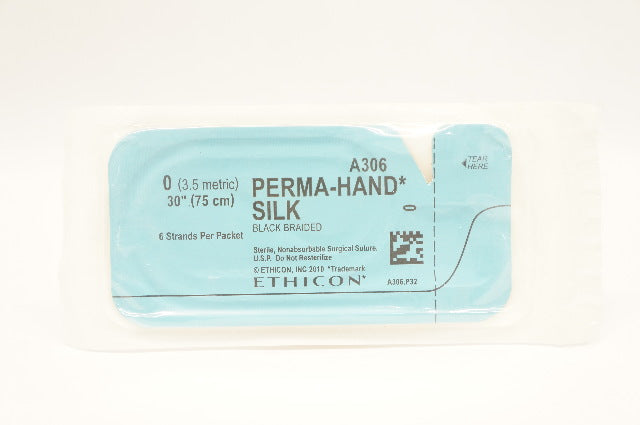 A306
0 (3.5 metric)
30" (75 cm)
PERMA-HAND*
SILK
BLACK BRAIDED
6 Strands Per Packet
0
Sterile, Nonabsorbable Surgical Suture,
U.S.P. Do Not Resterilize
© ETHICON, INC 2010 *Trademark
ETHICON*
A306.P32
TEAR
HERE